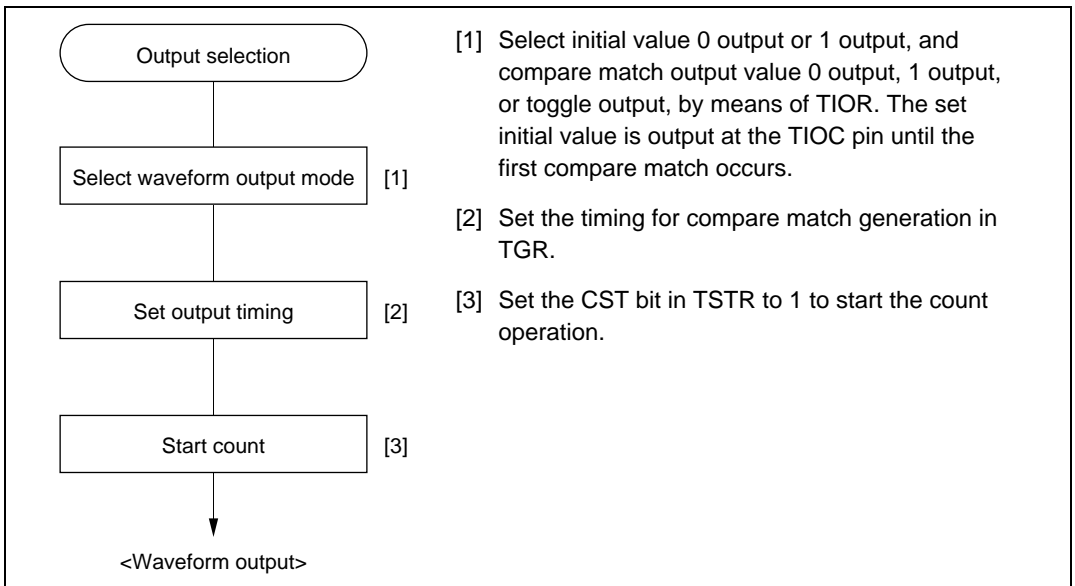 Output selection
Select waveform output mode [1]
Set output timing [2]
Start count [3]
<Waveform output>
[1] Select initial value 0 output or 1 output, and
compare match output value 0 output, 1 output,
or toggle output, by means of TIOR. The set
initial value is output at the TIOC pin until the
first compare match occurs.
[2] Set the timing for compare match generation in
TGR.
[3] Set the CST bit in TSTR to 1 to start the count
operation.